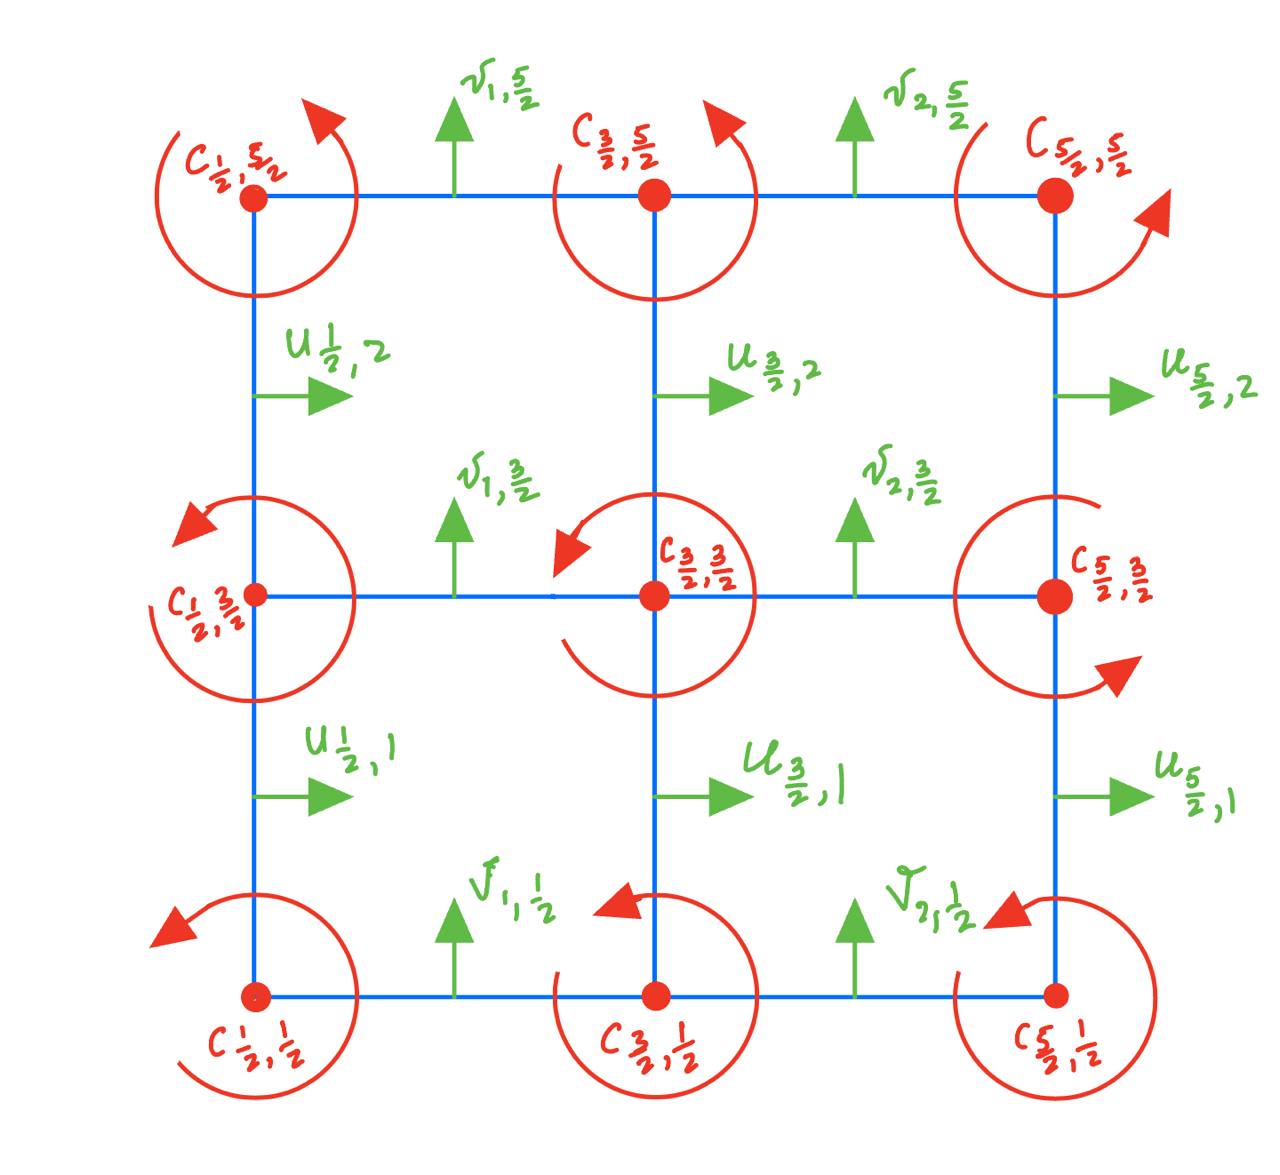 v_{1,\frac{5}{2}} v_{2,\frac{5}{2}}
C_{\frac{1}{2},\frac{5}{2}} C_{\frac{3}{2},\frac{5}{2}} C_{\frac{5}{2},\frac{5}{2}}
u_{\frac{1}{2},2} u_{\frac{3}{2},2} u_{\frac{5}{2},2}
v_{1,\frac{3}{2}} v_{2,\frac{3}{2}}
C_{\frac{1}{2},\frac{3}{2}} C_{\frac{3}{2},\frac{3}{2}} C_{\frac{5}{2},\frac{3}{2}}
u_{\frac{1}{2},1} u_{\frac{3}{2},1} u_{\frac{5}{2},1}
v_{1,\frac{1}{2}} v_{2,\frac{1}{2}}
C_{\frac{1}{2},\frac{1}{2}} C_{\frac{3}{2},\frac{1}{2}} C_{\frac{5}{2},\frac{1}{2}}